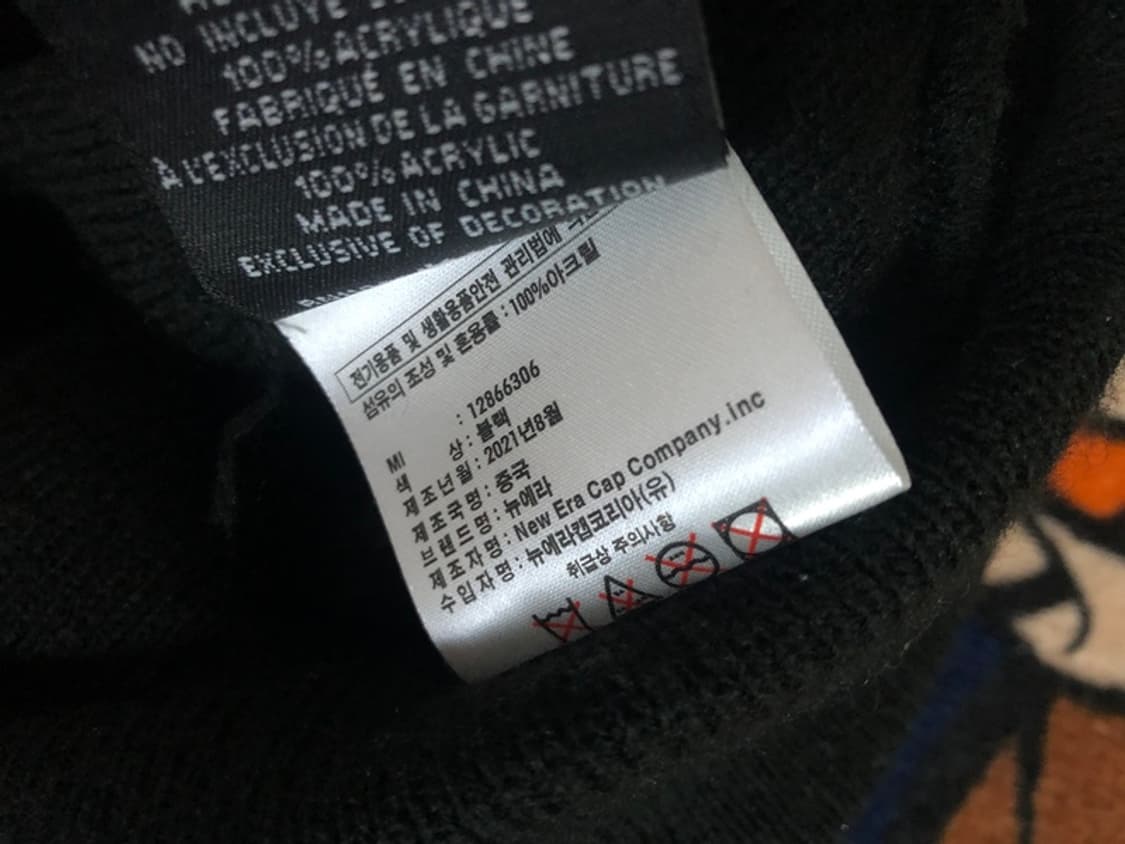 NO INCLUYE
100% ACRYLIQUE
FABRIQUÉ EN CHINE
À L'EXCLUSION DE LA GARNITURE
100% ACRYLIC
MADE IN CHINA
EXCLUSIVE OF DECORATION
전기용품 및 생활용품안전 관리법에
섬유의 조성 및 혼용률 : 100%아크릴
MI : 12866306
색 상 : 블랙
제조년월 : 2021년8월
제조국명 : 중국
브랜드명 : 뉴에라
제조자명 : New Era Cap Company.inc
수입자명 : 뉴에라캡코리아(유)
취급상 주의사항